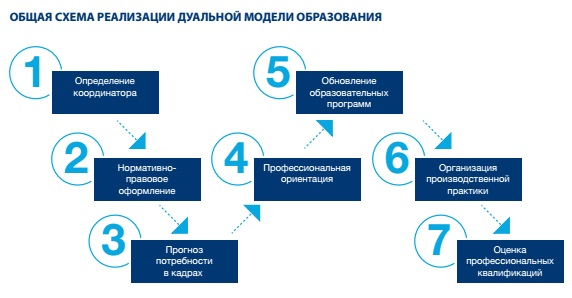 ОБЩАЯ СХЕМА РЕАЛИЗАЦИИ ДУАЛЬНОЙ МОДЕЛИ ОБРАЗОВАНИЯ
1
Определение
координатора
2
Нормативно-
правовое
оформление
3
Прогноз
потребности
в кадрах
4
Профессиональная
ориентация
5
Обновление
образовательных
программ
6
Организация
производственной
практики
7
Оценка
профессиональных
квалификаций